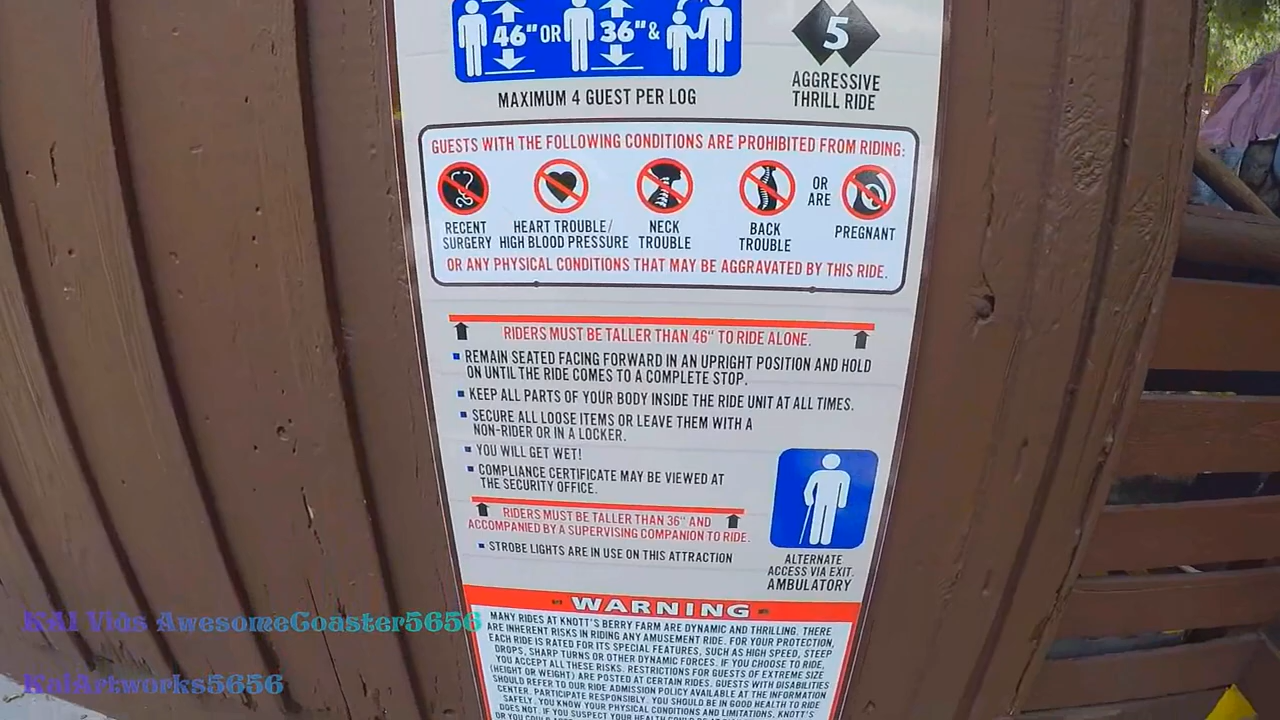 46" OR 36" &
5
AGGRESSIVE
THRILL RIDE
MAXIMUM 4 GUEST PER LOG
GUESTS WITH THE FOLLOWING CONDITIONS ARE PROHIBITED FROM RIDING:
RECENT
SURGERY
HEART TROUBLE/
HIGH BLOOD PRESSURE
NECK
TROUBLE
BACK
TROUBLE
OR
ARE
PREGNANT
OR ANY PHYSICAL CONDITIONS THAT MAY BE AGGRAVATED BY THIS RIDE.
RIDERS MUST BE TALLER THAN 46" TO RIDE ALONE.
REMAIN SEATED FACING FORWARD IN AN UPRIGHT POSITION AND HOLD
ON UNTIL THE RIDE COMES TO A COMPLETE STOP.
KEEP ALL PARTS OF YOUR BODY INSIDE THE RIDE UNIT AT ALL TIMES.
SECURE ALL LOOSE ITEMS OR LEAVE THEM WITH A
NON-RIDER OR IN A LOCKER.
YOU WILL GET WET!
COMPLIANCE CERTIFICATE MAY BE VIEWED AT
THE SECURITY OFFICE.
RIDERS MUST BE TALLER THAN 36" AND
ACCOMPANIED BY A SUPERVISING COMPANION TO RIDE.
STROBE LIGHTS ARE IN USE ON THIS ATTRACTION
ALTERNATE
ACCESS VIA EXIT.
AMBULATORY
WARNING
MANY RIDES AT KNOTT'S BERRY FARM ARE DYNAMIC AND THRILLING. THERE
ARE INHERENT RISKS IN RIDING ANY AMUSEMENT RIDE. FOR YOUR PROTECTION,
EACH RIDE IS RATED FOR ITS SPECIAL FEATURES, SUCH AS HIGH SPEED, STEEP
DROPS, SHARP TURNS OR OTHER DYNAMIC FORCES. IF YOU CHOOSE TO RIDE,
YOU ACCEPT ALL THESE RISKS. RESTRICTIONS FOR GUESTS OF EXTREME SIZE
(HEIGHT OR WEIGHT) ARE POSTED AT CERTAIN RIDES. GUESTS WITH DISABILITIES
SHOULD REFER TO OUR RIDE ADMISSION POLICY AVAILABLE AT THE INFORMATION
CENTER. PARTICIPATE RESPONSIBLY. YOU SHOULD BE IN GOOD HEALTH TO RIDE
SAFELY. YOU KNOW YOUR PHYSICAL CONDITIONS AND LIMITATIONS, KNOTT'S
DOES NOT. IF YOU SUSPECT YOUR HEALTH COULD BE AT
KAI Vids AwesomeCoaster5656
KaiArtworks5656